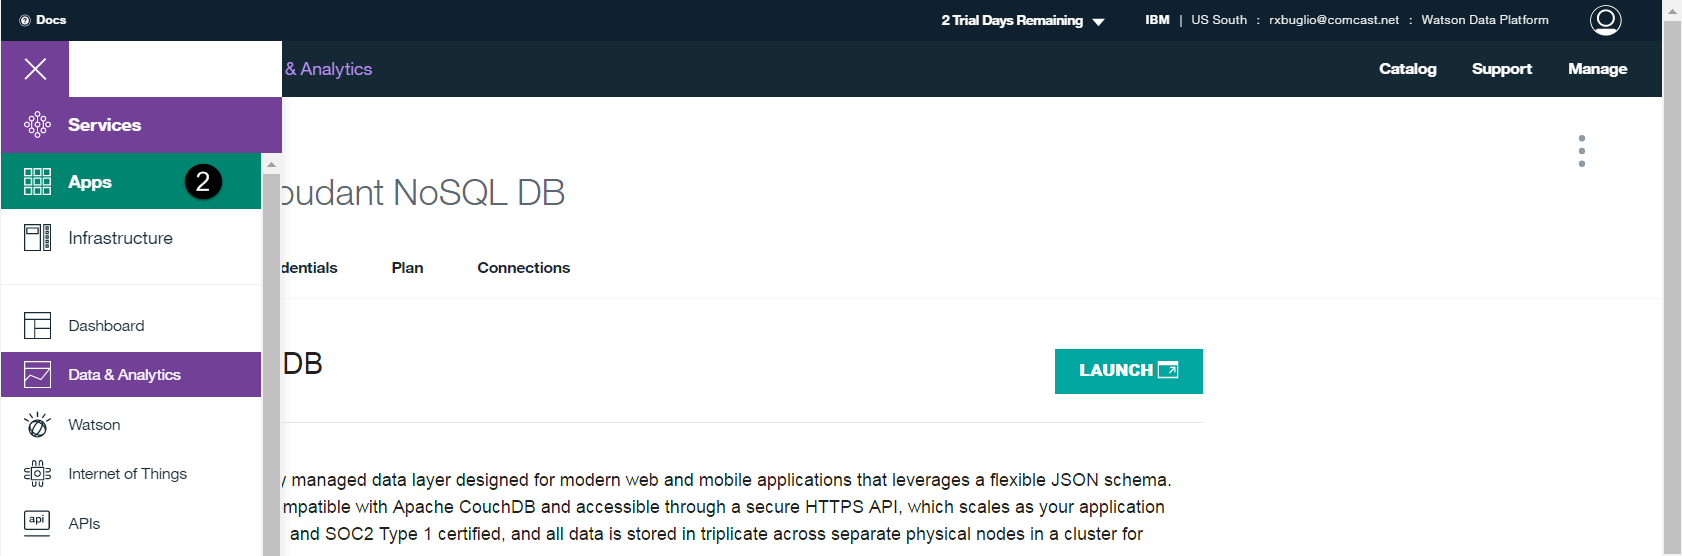 Docs
2 Trial Days Remaining
IBM | US South : rxbuglio@comcast.net : Watson Data Platform
& Analytics
Catalog
Support
Manage
Services
Apps
2
Infrastructure
oudant NoSQL DB
dentials
Plan
Connections
Dashboard
Data & Analytics
DB
LAUNCH
Watson
Internet of Things
api
APIs
y managed data layer designed for modern web and mobile applications that leverages a flexible JSON schema.
mpatible with Apache CouchDB and accessible through a secure HTTPS API, which scales as your application
and SOC2 Type 1 certified, and all data is stored in triplicate across separate physical nodes in a cluster for